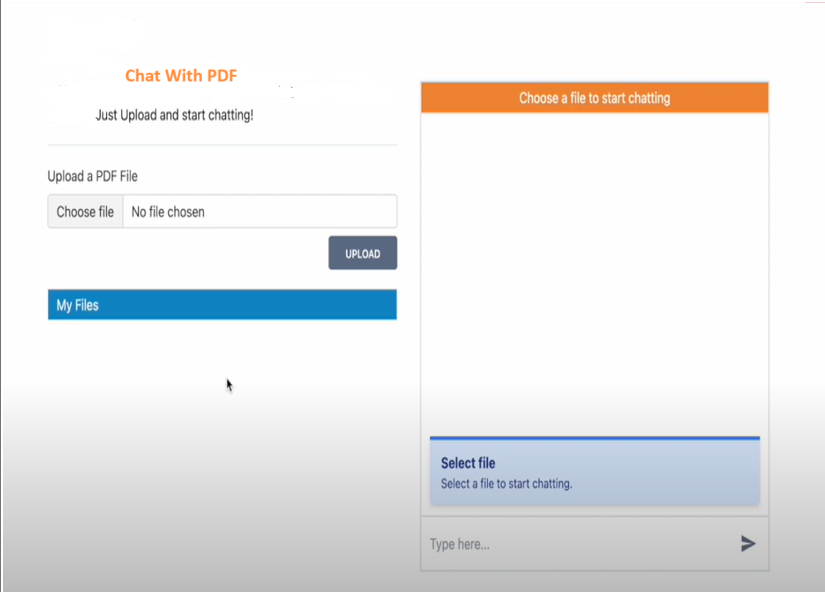 Chat With PDF
Just Upload and start chatting!
Upload a PDF File
Choose file No file chosen
UPLOAD
My Files
Choose a file to start chatting
Select file
Select a file to start chatting.
Type here...